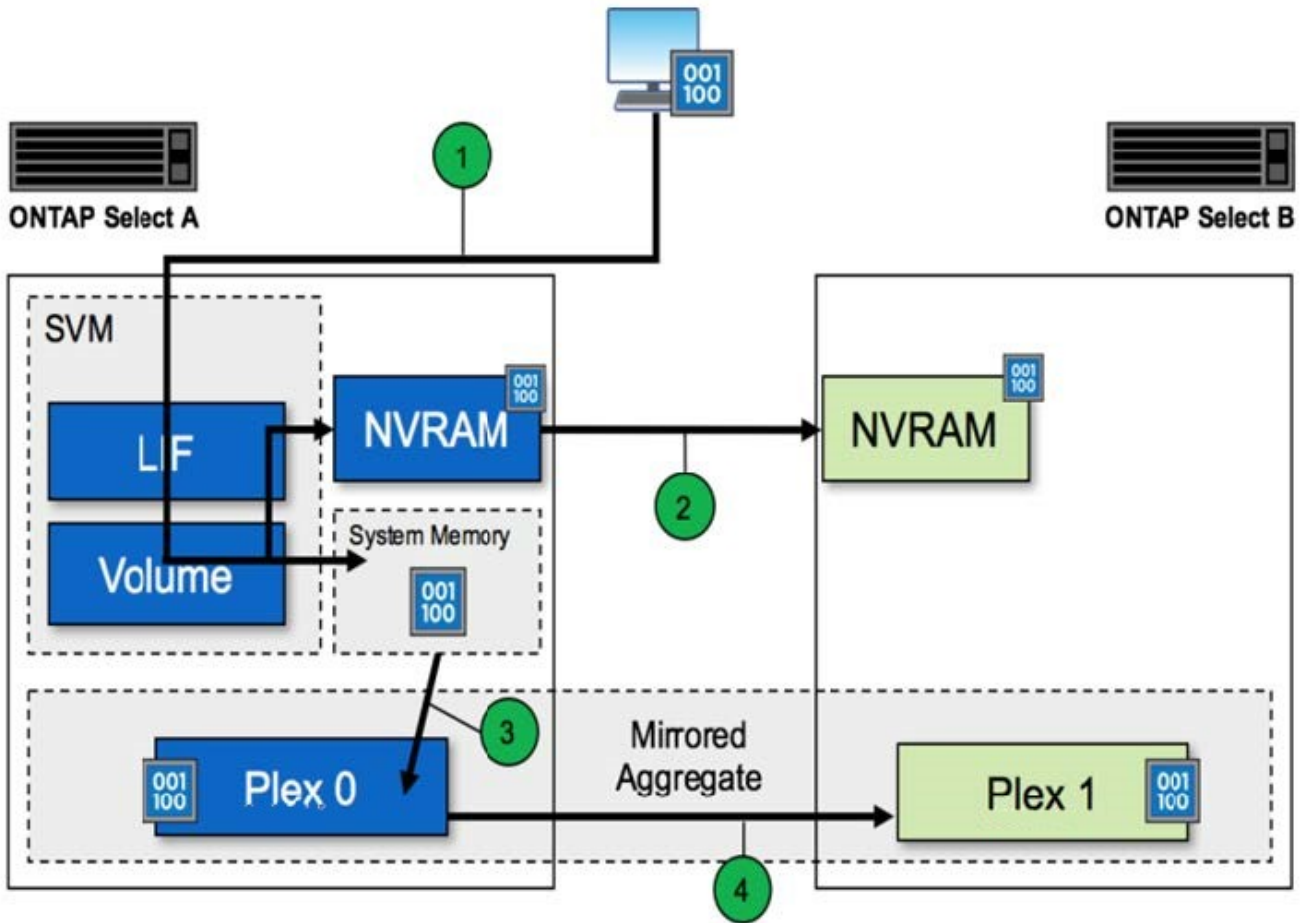 001
100
1
ONTAP Select A
ONTAP Select B
SVM
LIF
Volume
NVRAM
001
100
2
NVRAM
001
100
System Memory
001
100
3
Mirrored
Aggregate
001
100
Plex 0
Plex 1
001
100
4